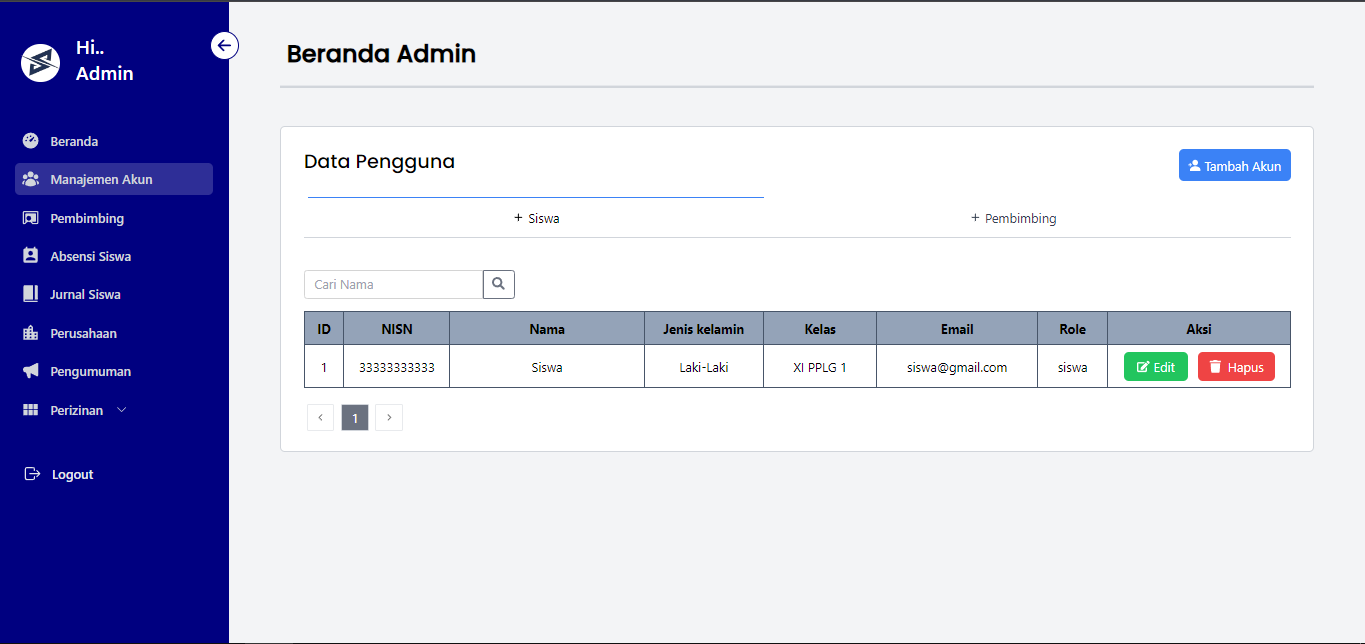 Hi..
Admin
Beranda
Manajemen Akun
Pembimbing
Absensi Siswa
Jurnal Siswa
Perusahaan
Pengumuman
Perizinan
Logout
Beranda Admin
Data Pengguna
Tambah Akun
+ Siswa
+ Pembimbing
Cari Nama
ID NISN Nama Jenis kelamin Kelas Email Role Aksi
1 33333333333 Siswa Laki-Laki XI PPLG 1 siswa@gmail.com siswa Edit Hapus
‹ 1 ›